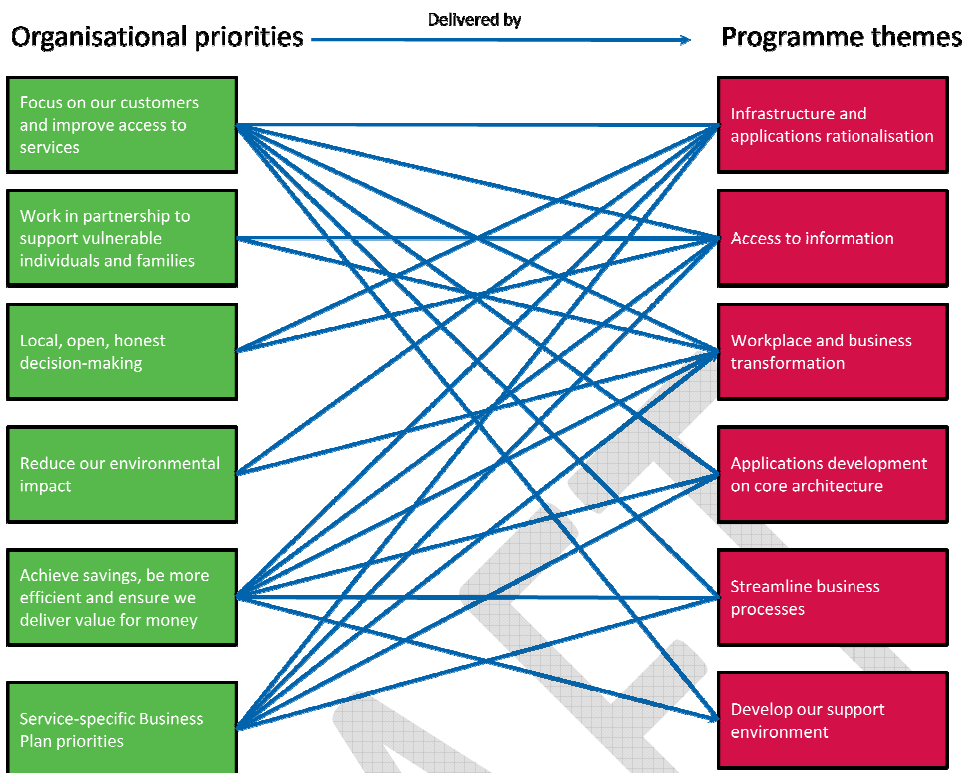 Delivered by
Organisational priorities
Programme themes
Focus on our customers
and improve access to
services
Infrastructure and
applications rationalisation
Work in partnership to
support vulnerable
individuals and families
Access to information
Local, open, honest
decision-making
Workplace and business
transformation
Reduce our environmental
impact
Applications development
on core architecture
Achieve savings, be more
efficient and ensure we
deliver value for money
Streamline business
processes
Service-specific Business
Plan priorities
Develop our support
environment